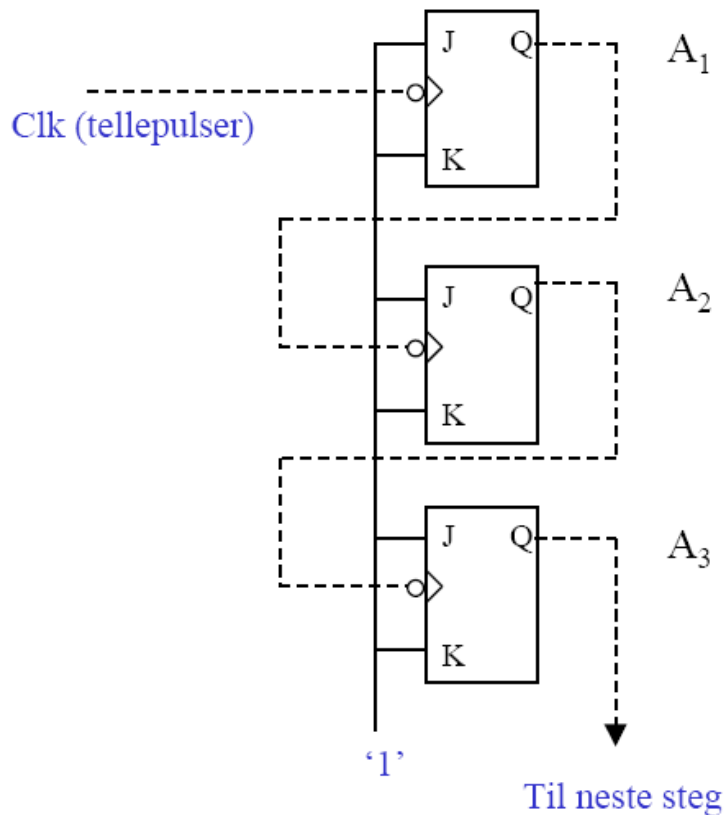 J Q A₁
Clk (tellepulser)
K
J Q A₂
K
J Q A₃
K
‘1’
Til neste steg